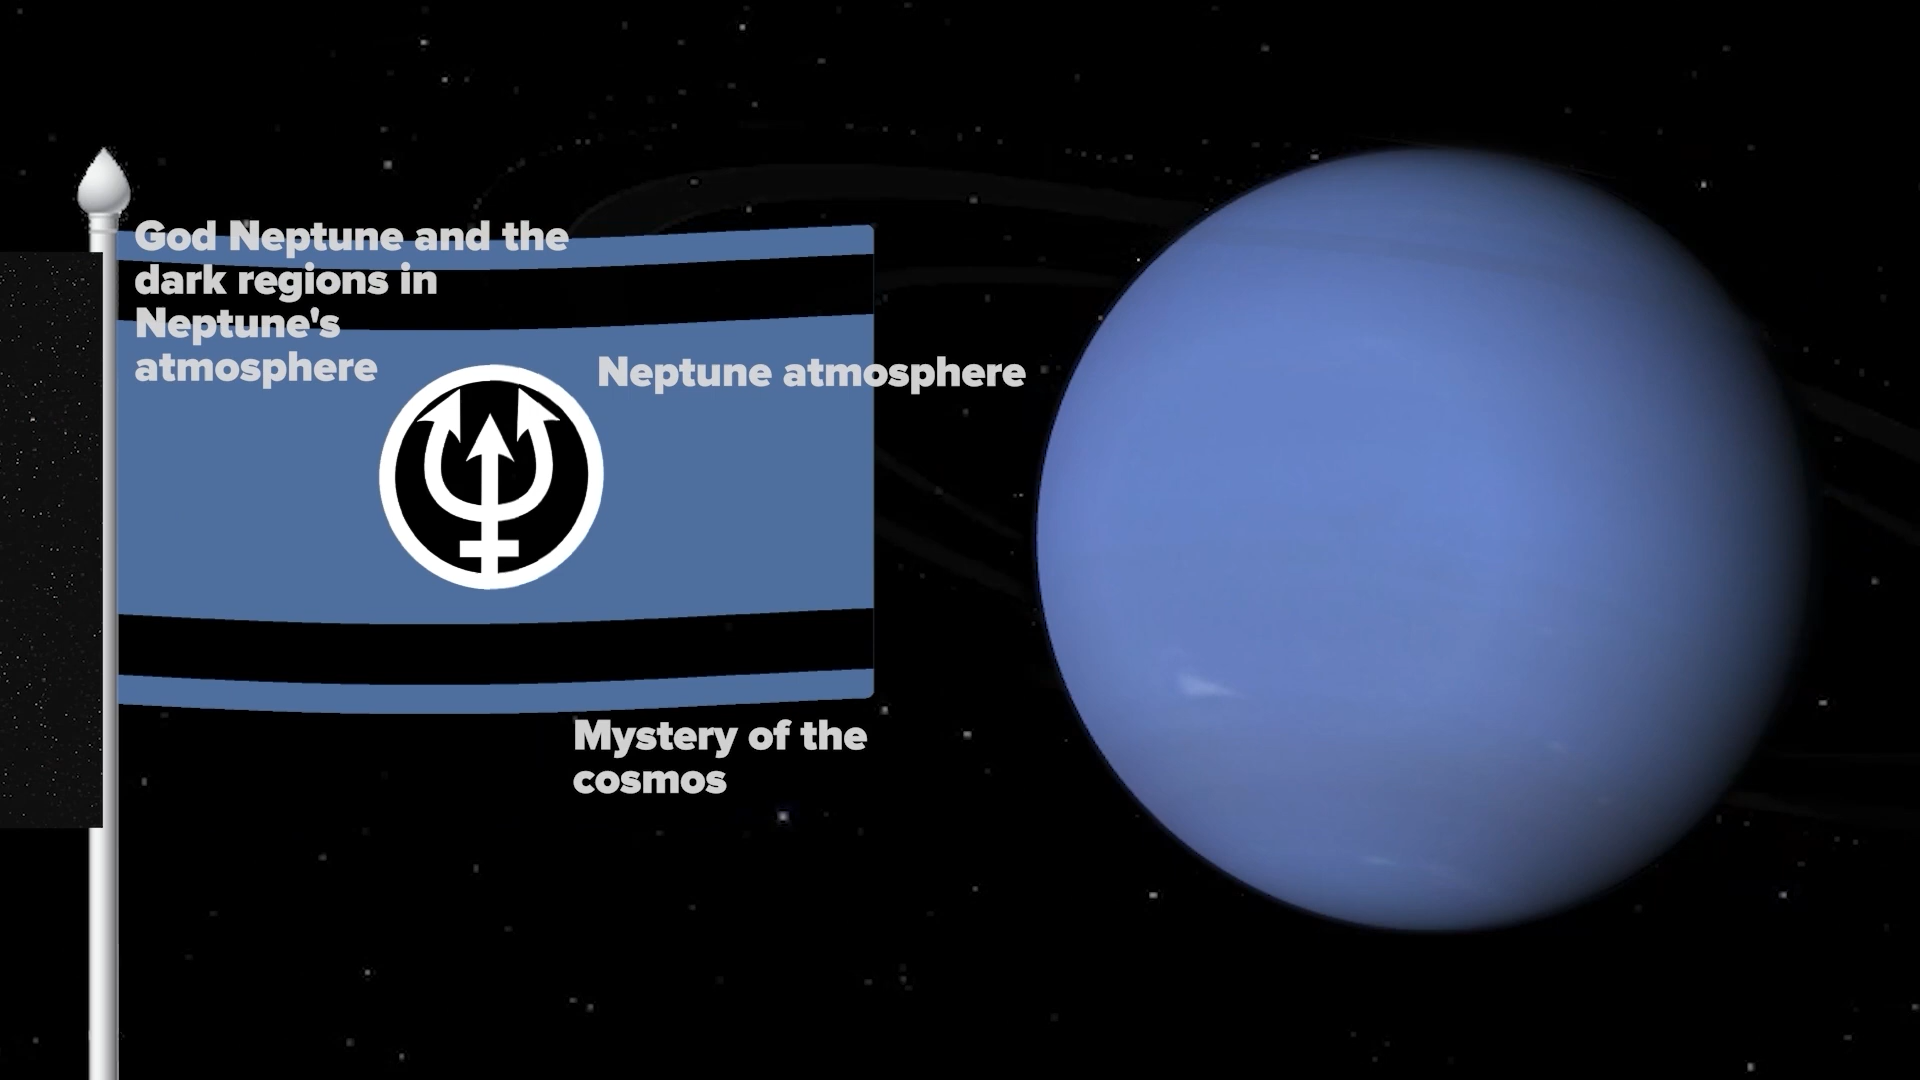 God Neptune and the
dark regions in
Neptune's
atmosphere
Neptune atmosphere
Mystery of the
cosmos